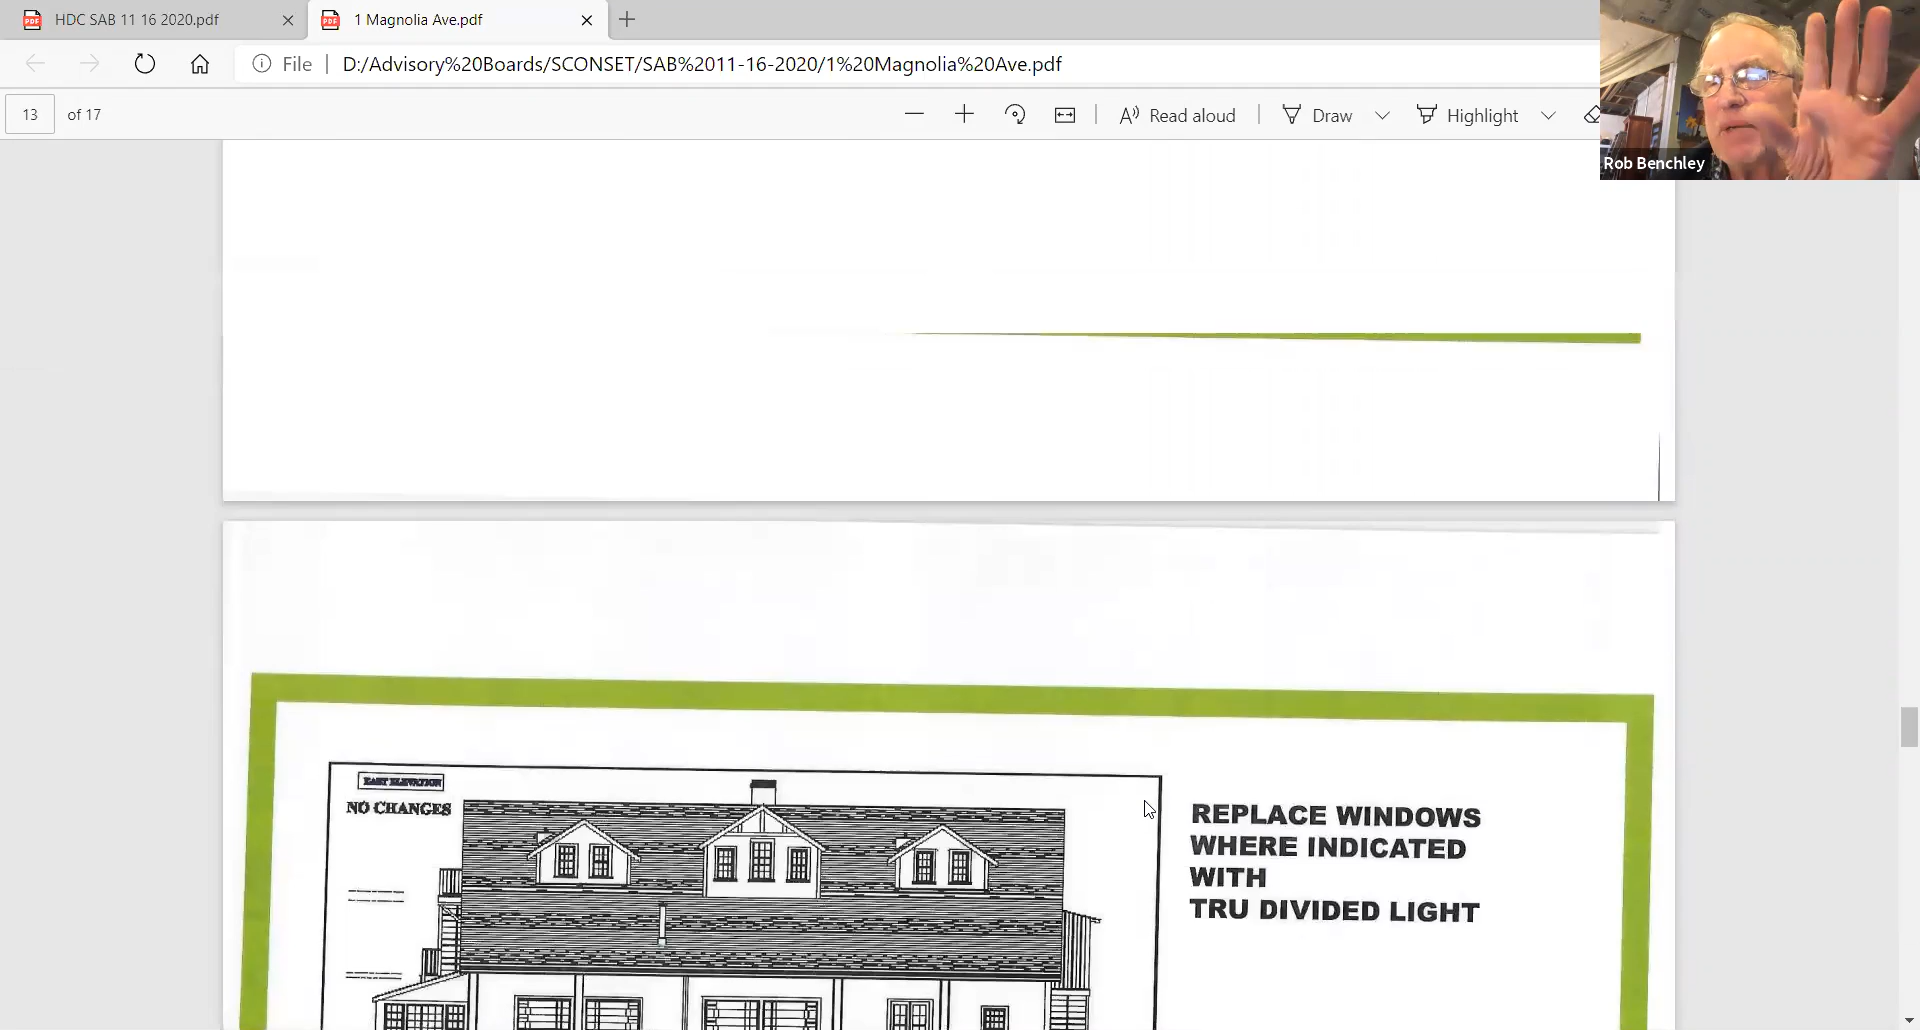 HDC SAB 11 16 2020.pdf
1 Magnolia Ave.pdf
File
D:/Advisory%20Boards/SCONSET/SAB%2011-16-2020/1%20Magnolia%20Ave.pdf
13 of 17
Read aloud
Draw
Highlight
Rob Benchley
EAST ELEVATION
NO CHANGES
REPLACE WINDOWS
WHERE INDICATED
WITH
TRU DIVIDED LIGHT